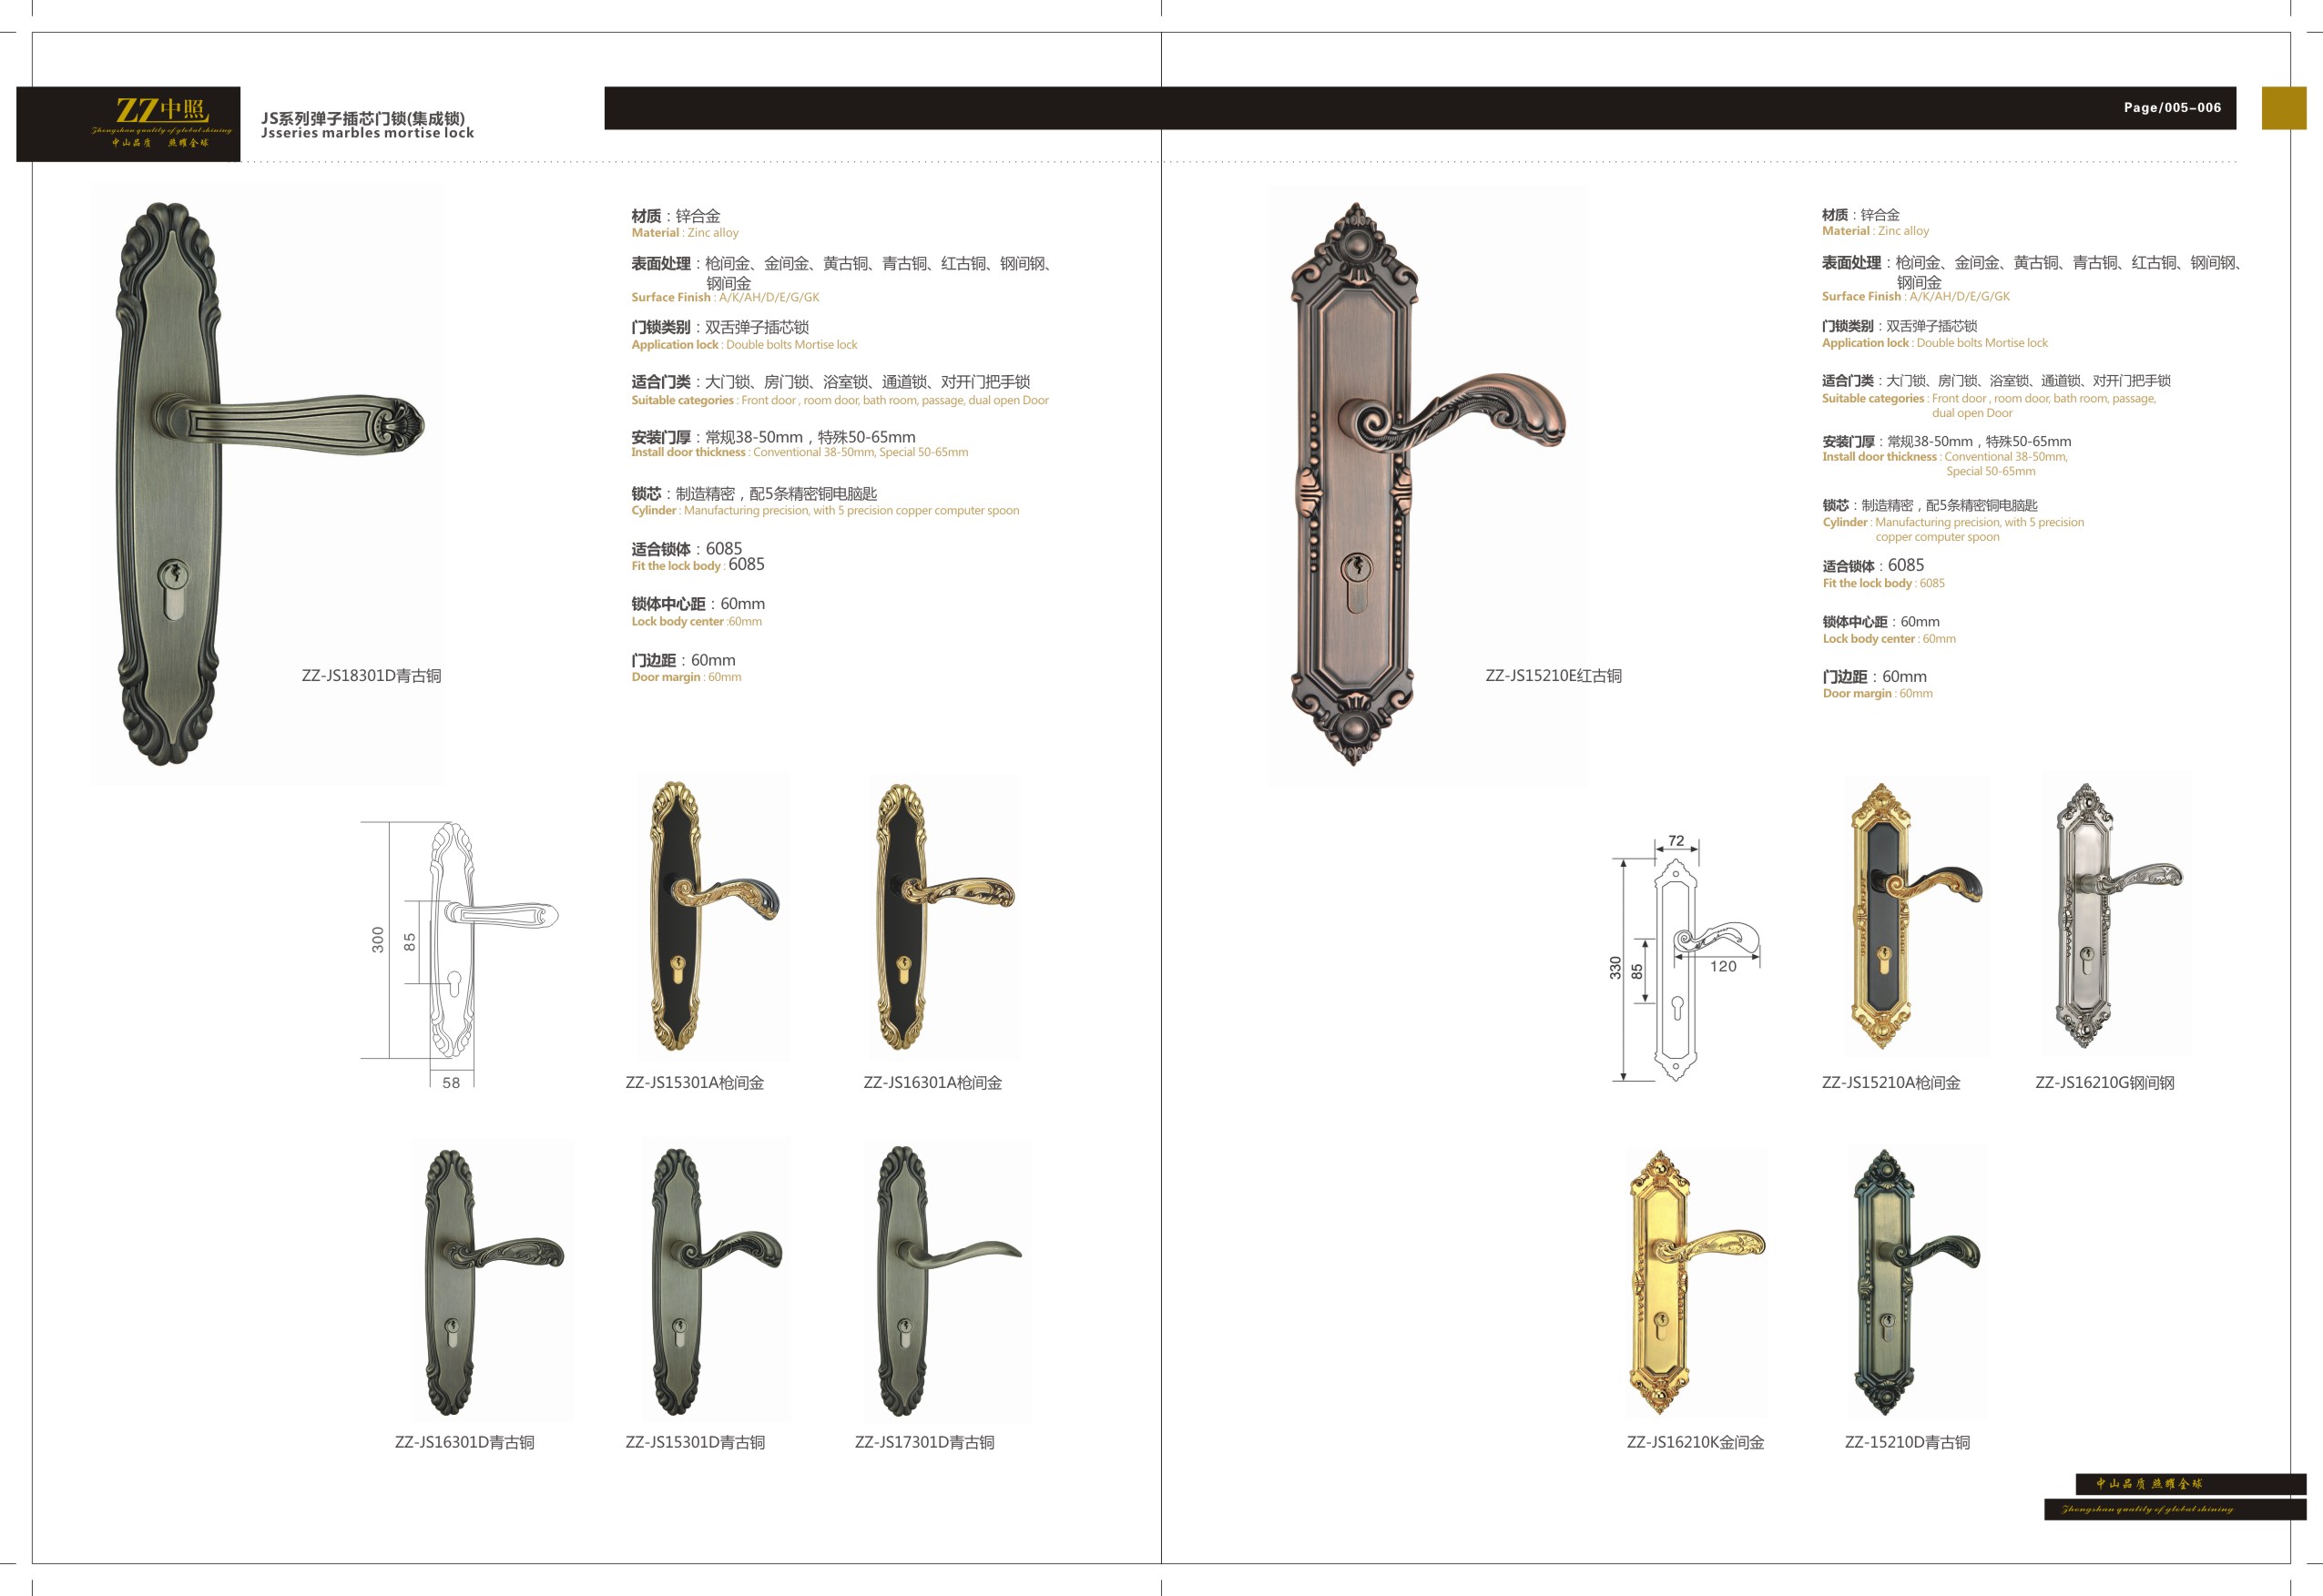 ZZ中照
Zhongshan quality of global shining
中山品质 照耀全球
JS系列弹子插芯门锁(集成锁)
Jsseries marbles mortise lock
Page/005-006
材质：锌合金
Material : Zinc alloy
表面处理：枪间金、金间金、黄古铜、青古铜、红古铜、钢间钢、
钢间金
Surface Finish : A/K/AH/D/E/G/GK
门锁类别：双舌弹子插芯锁
Application lock : Double bolts Mortise lock
适合门类：大门锁、房门锁、浴室锁、通道锁、对开门把手锁
Suitable categories : Front door , room door, bath room, passage, dual open Door
安装门厚：常规38-50mm，特殊50-65mm
Install door thickness : Conventional 38-50mm, Special 50-65mm
锁芯：制造精密，配5条精密铜电脑匙
Cylinder : Manufacturing precision, with 5 precision copper computer spoon
适合锁体：6085
Fit the lock body : 6085
锁体中心距：60mm
Lock body center :60mm
门边距：60mm
Door margin : 60mm
ZZ-JS18301D青古铜
300
85
58
ZZ-JS15301A枪间金
ZZ-JS16301A枪间金
ZZ-JS16301D青古铜
ZZ-JS15301D青古铜
ZZ-JS17301D青古铜
材质：锌合金
Material : Zinc alloy
表面处理：枪间金、金间金、黄古铜、青古铜、红古铜、钢间钢、
钢间金
Surface Finish : A/K/AH/D/E/G/GK
门锁类别：双舌弹子插芯锁
Application lock : Double bolts Mortise lock
适合门类：大门锁、房门锁、浴室锁、通道锁、对开门把手锁
Suitable categories : Front door , room door, bath room, passage,
dual open Door
安装门厚：常规38-50mm，特殊50-65mm
Install door thickness : Conventional 38-50mm,
Special 50-65mm
锁芯：制造精密，配5条精密铜电脑匙
Cylinder : Manufacturing precision, with 5 precision
copper computer spoon
适合锁体：6085
Fit the lock body : 6085
锁体中心距：60mm
Lock body center : 60mm
门边距：60mm
Door margin : 60mm
ZZ-JS15210E红古铜
72
330
85
120
ZZ-JS15210A枪间金
ZZ-JS16210G钢间钢
ZZ-JS16210K金间金
ZZ-15210D青古铜
中山品质 照耀全球
Zhongshan quality of global shining